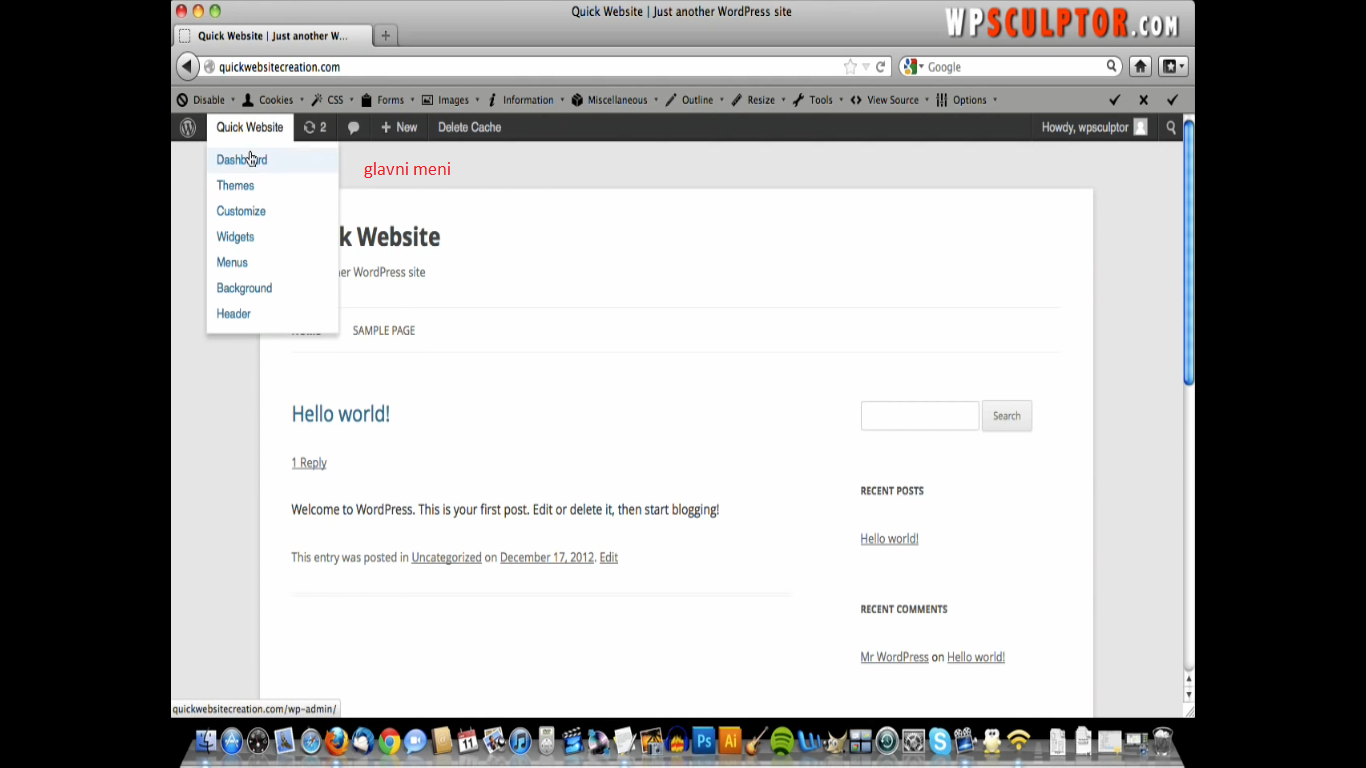 Quick Website | Just another WordPress site
WPSCULPTOR.COM
Quick Website | Just another W...
quickwebsitecreation.com
Google
Disable Cookies CSS Forms Images Information Miscellaneous Outline Resize Tools View Source Options
Quick Website 2 New Delete Cache Howdy, wpsculptor
Dashboard
glavni meni
Themes
Customize
Widgets
k Website
Menus
er WordPress site
Background
Header
SAMPLE PAGE
Hello world!
Search
1 Reply
RECENT POSTS
Welcome to WordPress. This is your first post. Edit or delete it, then start blogging!
Hello world!
This entry was posted in Uncategorized on December 17, 2012. Edit
RECENT COMMENTS
Mr WordPress on Hello world!
quickwebsitecreation.com/wp-admin/
11
Ps
Ai